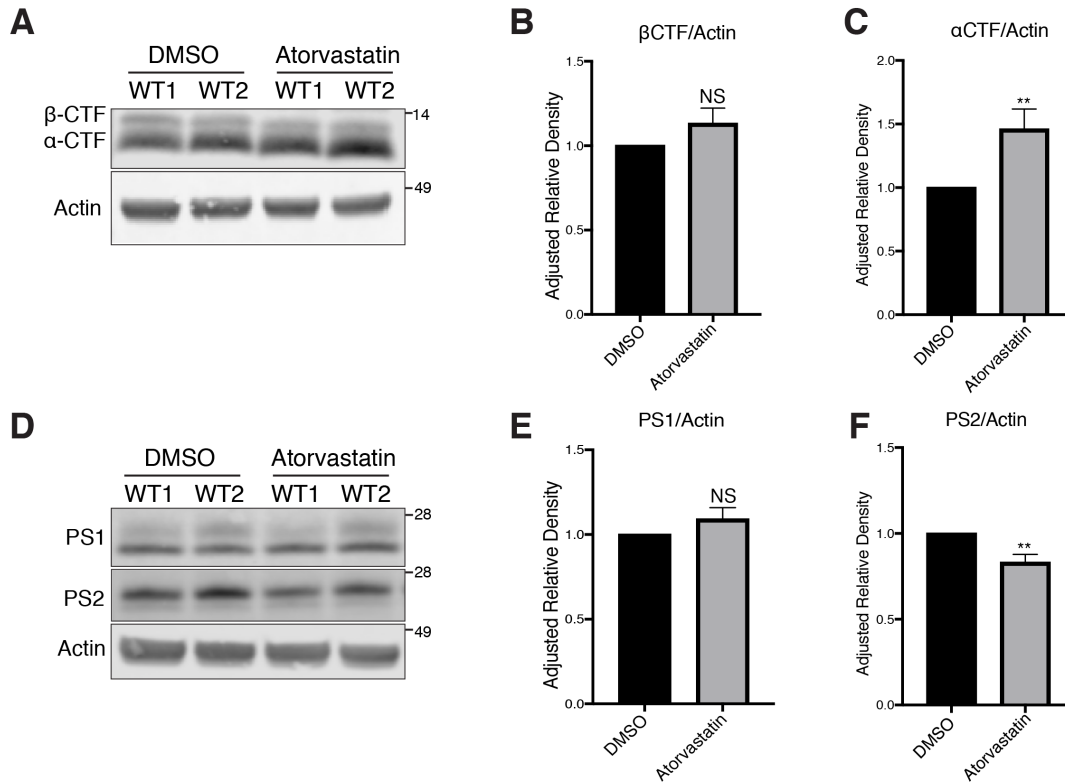 A
DMSO Atorvastatin
WT1 WT2 WT1 WT2
β-CTF
α-CTF
14
Actin
49
B
βCTF/Actin
Adjusted Relative Density
1.5
1.0
0.5
0.0
NS
DMSO
Atorvastatin
C
αCTF/Actin
Adjusted Relative Density
2.0
1.5
1.0
0.5
0.0
**
DMSO
Atorvastatin
D
DMSO Atorvastatin
WT1 WT2 WT1 WT2
PS1
28
PS2
28
Actin
49
E
PS1/Actin
Adjusted Relative Density
1.5
1.0
0.5
0.0
NS
DMSO
Atorvastatin
F
PS2/Actin
Adjusted Relative Density
1.5
1.0
0.5
0.0
**
DMSO
Atorvastatin